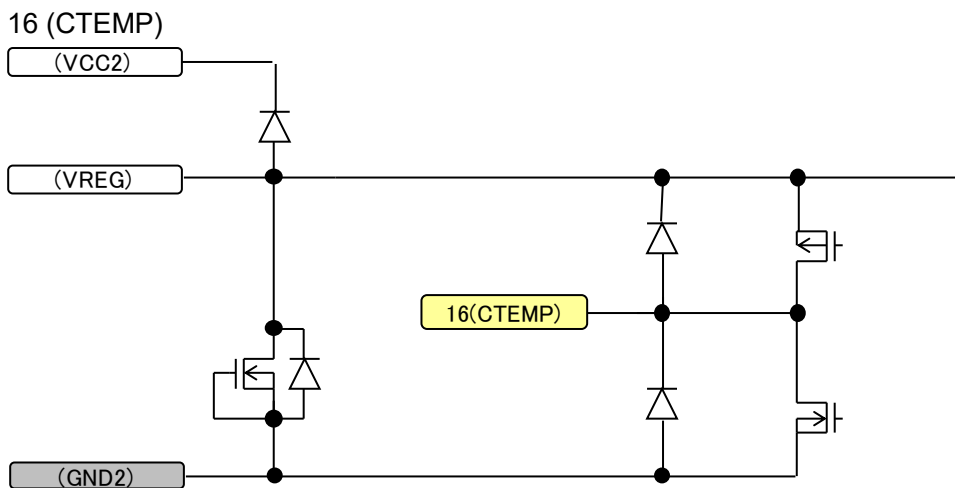 16 (CTEMP)
(VCC2)
(VREG)
16(CTEMP)
(GND2)